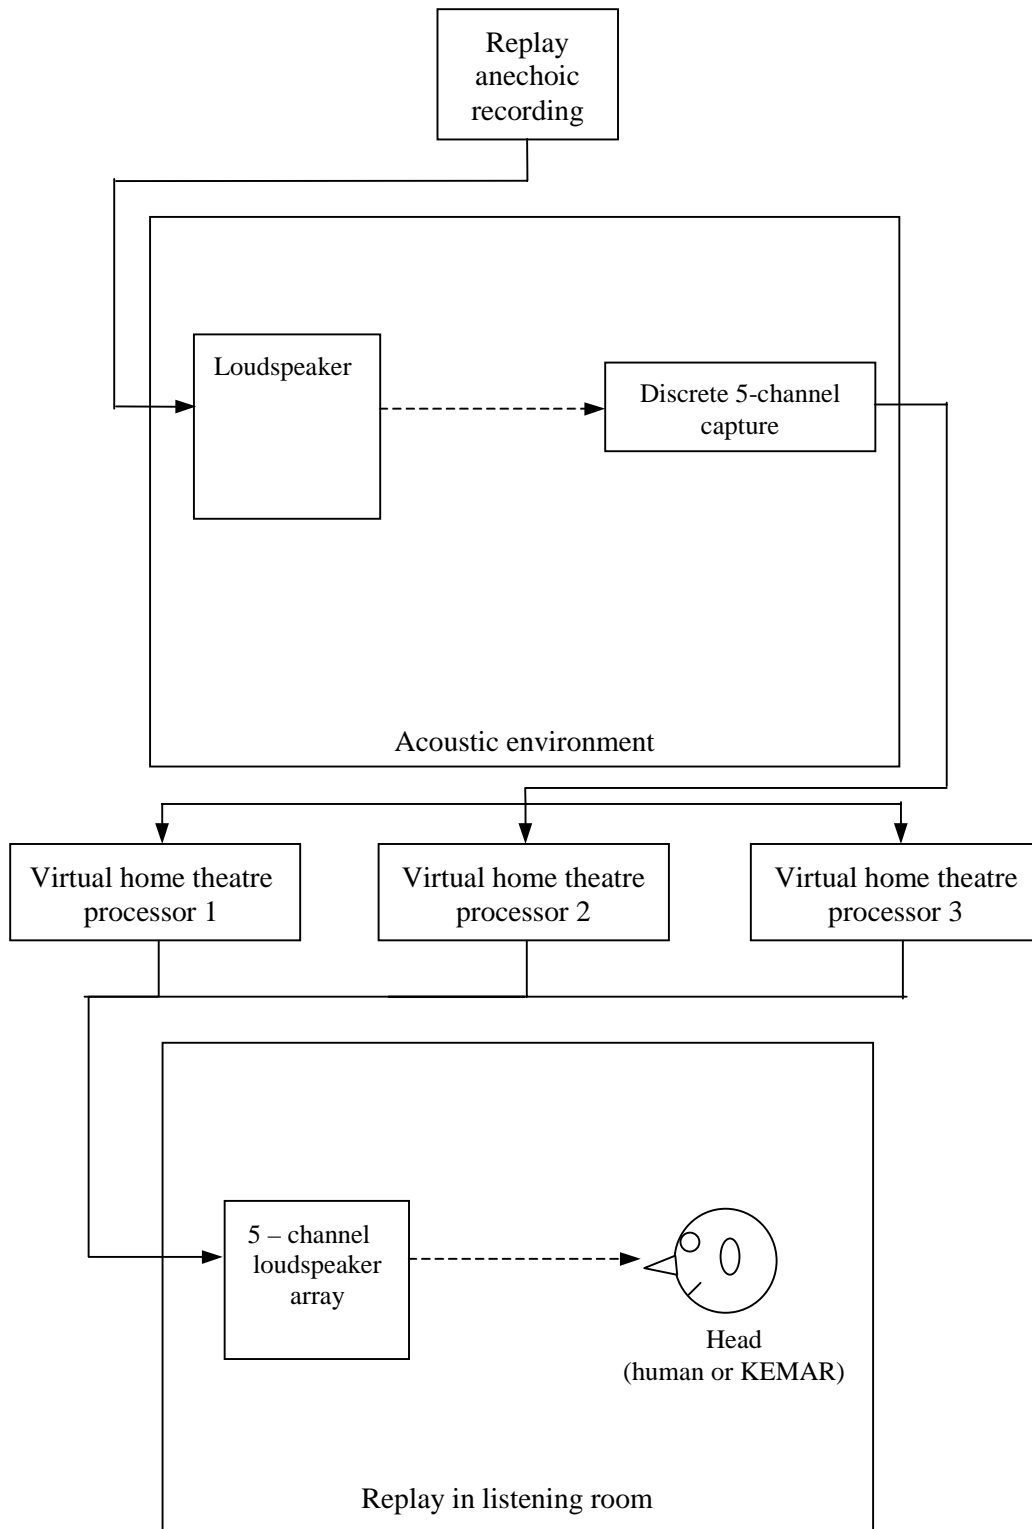 Replay
anechoic
recording
Loudspeaker
Discrete 5-channel
capture
Acoustic environment
Virtual home theatre
processor 1
Virtual home theatre
processor 2
Virtual home theatre
processor 3
5 – channel
loudspeaker
array
Head
(human or KEMAR)
Replay in listening room